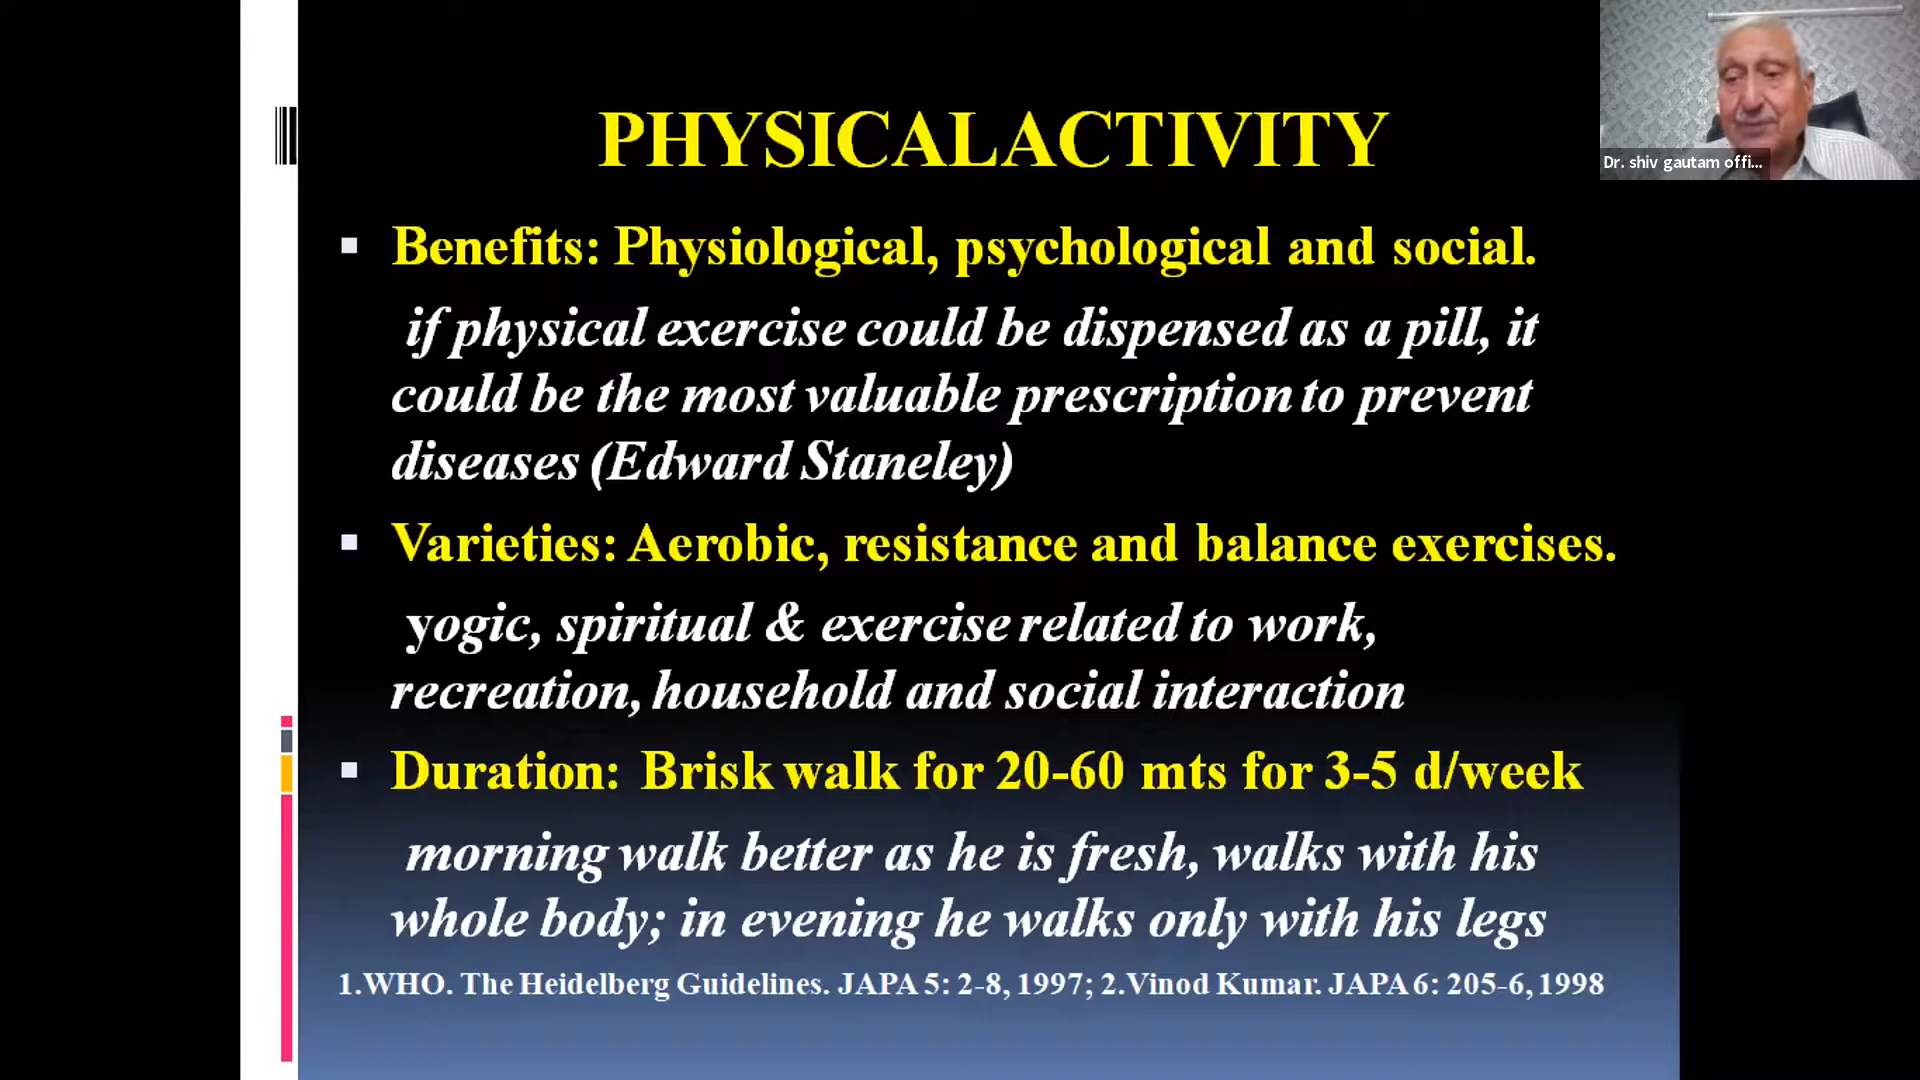 PHYSICALACTIVITY
Dr. shiv gautam offi...
Benefits: Physiological, psychological and social.
if physical exercise could be dispensed as a pill, it
could be the most valuable prescription to prevent
diseases (Edward Staneley)
Varieties: Aerobic, resistance and balance exercises.
yogic, spiritual & exercise related to work,
recreation, household and social interaction
Duration: Brisk walk for 20-60 mts for 3-5 d/week
morning walk better as he is fresh, walks with his
whole body; in evening he walks only with his legs
1.WHO. The Heidelberg Guidelines. JAPA 5: 2-8, 1997; 2.Vinod Kumar. JAPA 6: 205-6, 1998